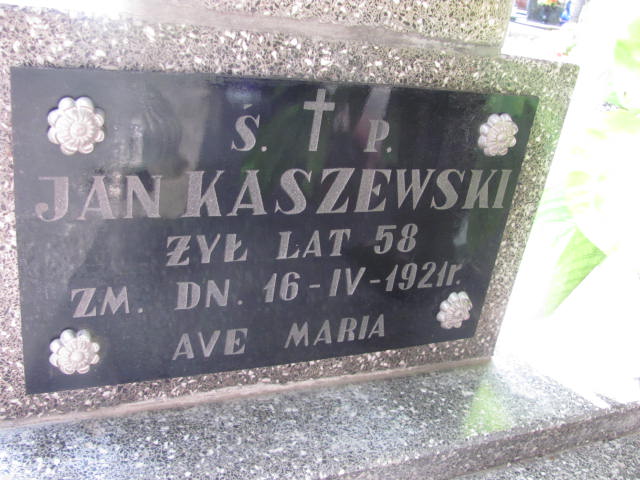 Ś. P.
JAN KASZEWSKI
ŻYŁ LAT 58
ZM. DN. 16-IV-1921r.
AVE MARIA